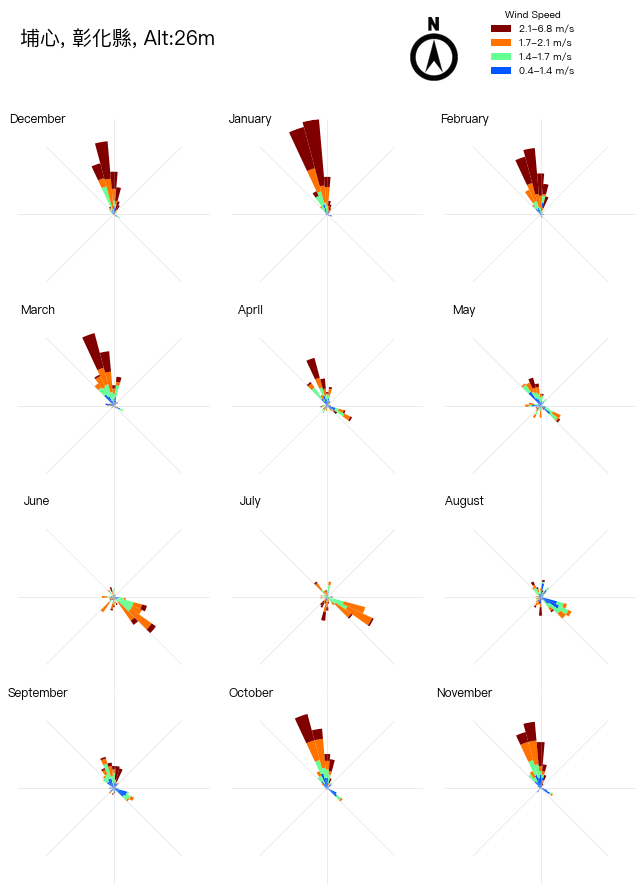 埔心, 彰化縣, Alt:26m
N
Wind Speed
2.1–6.8 m/s
1.7–2.1 m/s
1.4–1.7 m/s
0.4–1.4 m/s
December
January
February
March
April
May
June
July
August
September
October
November